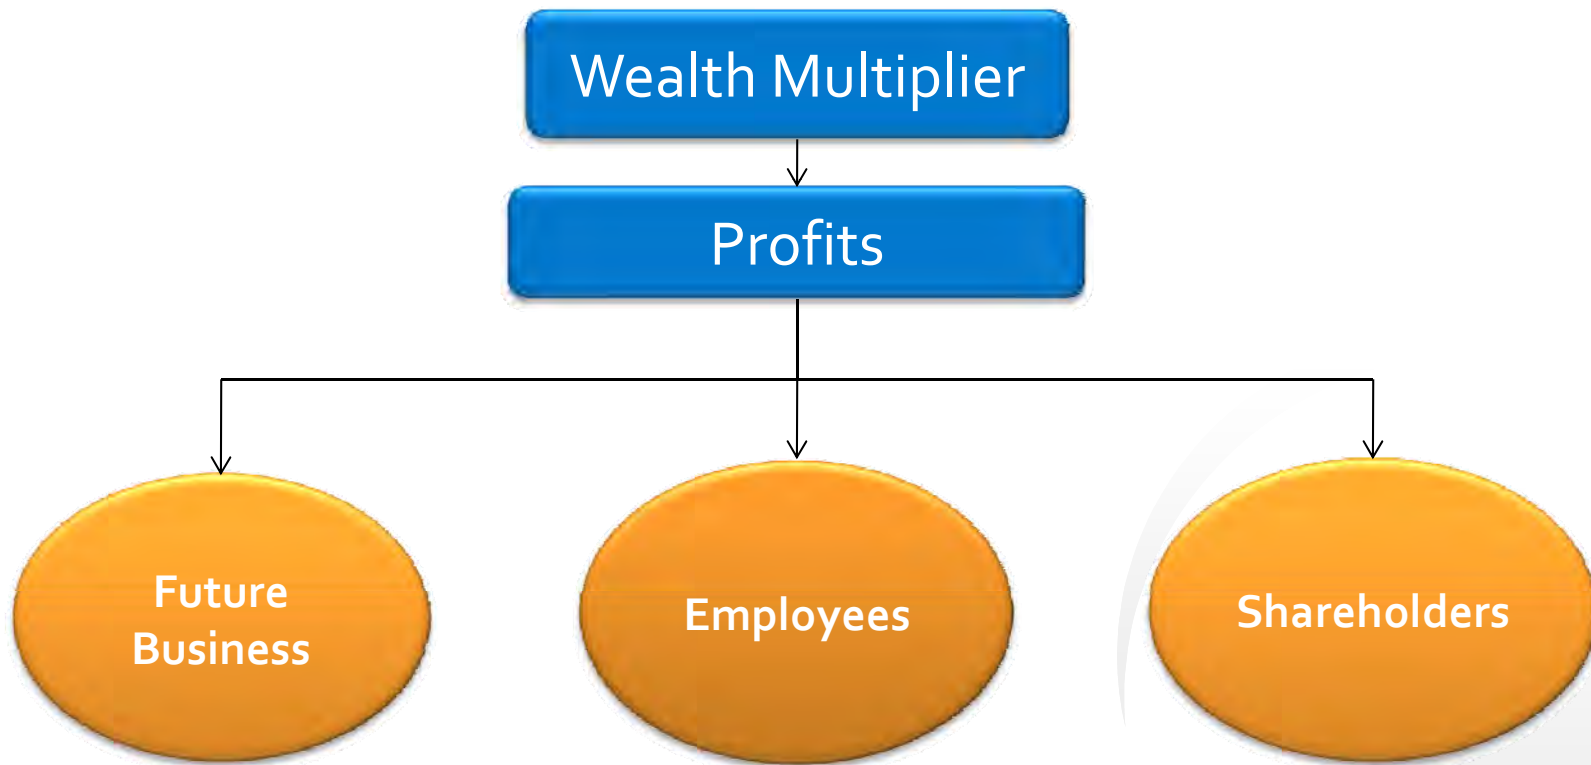 Wealth Multiplier
Profits
Future
Business
Employees
Shareholders